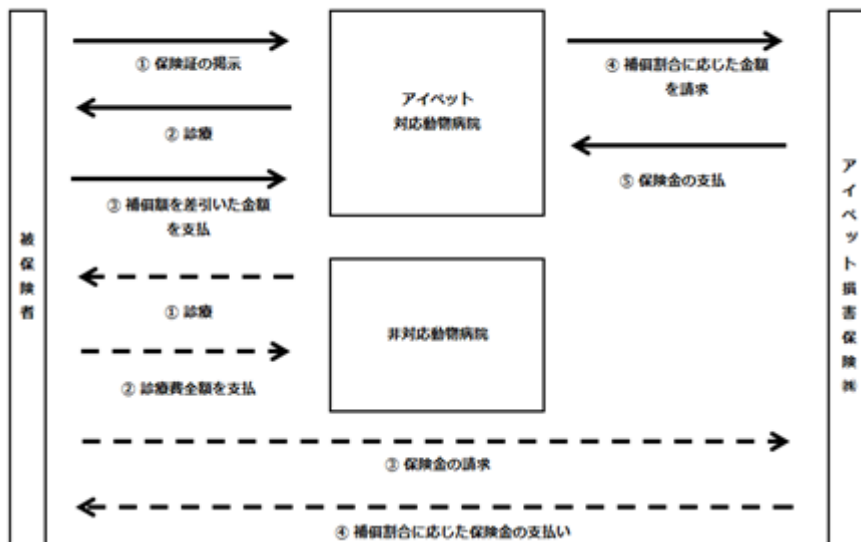 ① 保険証の掲示
② 診療
③ 補償額を差引いた金額
を支払
アイペット
対応動物病院
④ 補償割合に応じた金額
を請求
⑤ 保険金の支払
被保険者
アイペット損害保険㈱
① 診療
② 診療費全額を支払
非対応動物病院
③ 保険金の請求
④ 補償割合に応じた保険金の支払い